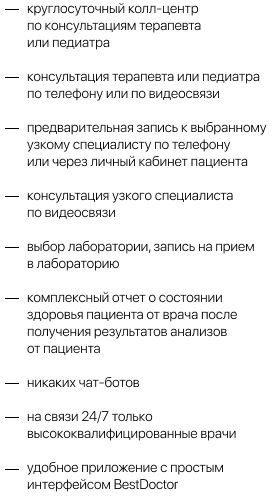 — круглосуточный колл-центр
по консультациям терапевта
или педиатра
— консультация терапевта или педиатра
по телефону или по видеосвязи
— предварительная запись к выбранному
узкому специалисту по телефону
или через личный кабинет пациента
— консультация узкого специалиста
по видеосвязи
— выбор лаборатории, запись на прием
в лабораторию
— комплексный отчет о состоянии
здоровья пациента от врача после
получения результатов анализов
от пациента
— никаких чат-ботов
— на связи 24/7 только
высококвалифицированные врачи
— удобное приложение с простым
интерфейсом BestDoctor